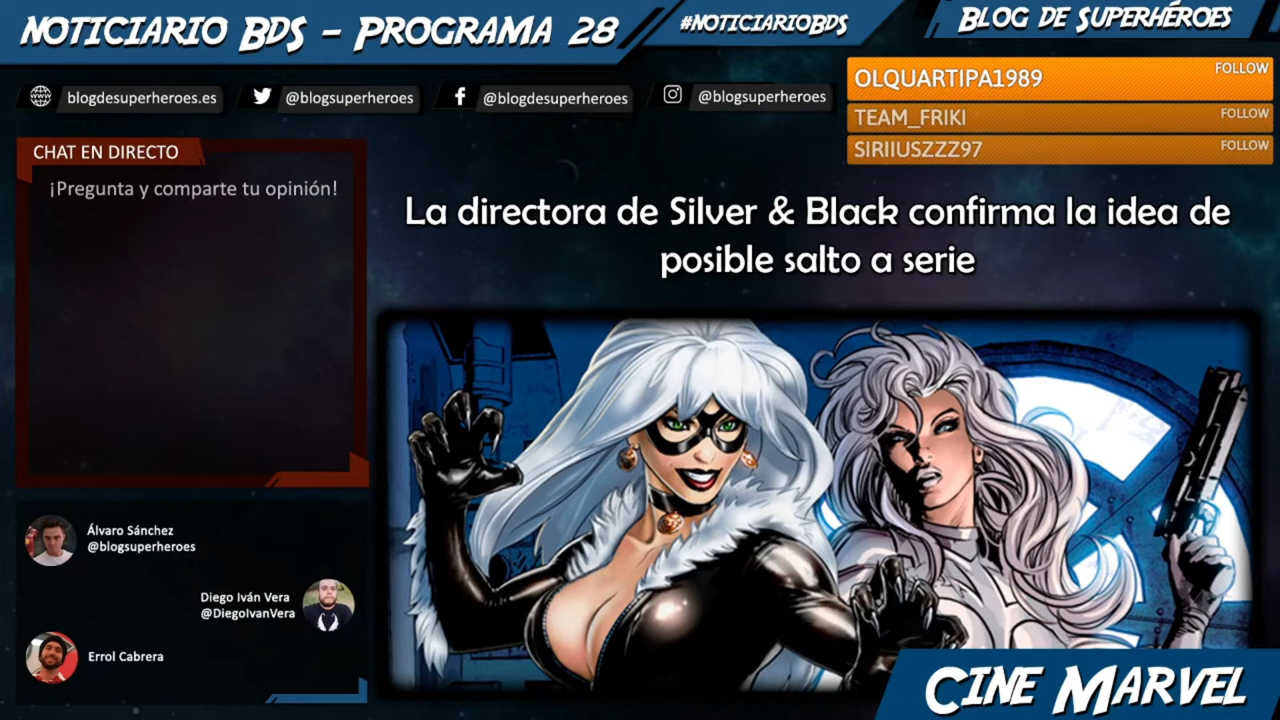 NOTICIARIO BDS - PROGRAMA 28
#NOTICIARIOBDS
BLOG DE SUPERHÉROES
www
blogdesuperheroes.es
@blogsuperheroes
@blogdesuperheroes
@blogsuperheroes
OLQUARTIPA1989 FOLLOW
TEAM_FRIKI FOLLOW
SIRIIUSZZZ97 FOLLOW
CHAT EN DIRECTO
¡Pregunta y comparte tu opinión!
La directora de Silver & Black confirma la idea de
posible salto a serie
Álvaro Sánchez
@blogsuperheroes
Diego Iván Vera
@DiegoIvanVera
Errol Cabrera
CINE MARVEL